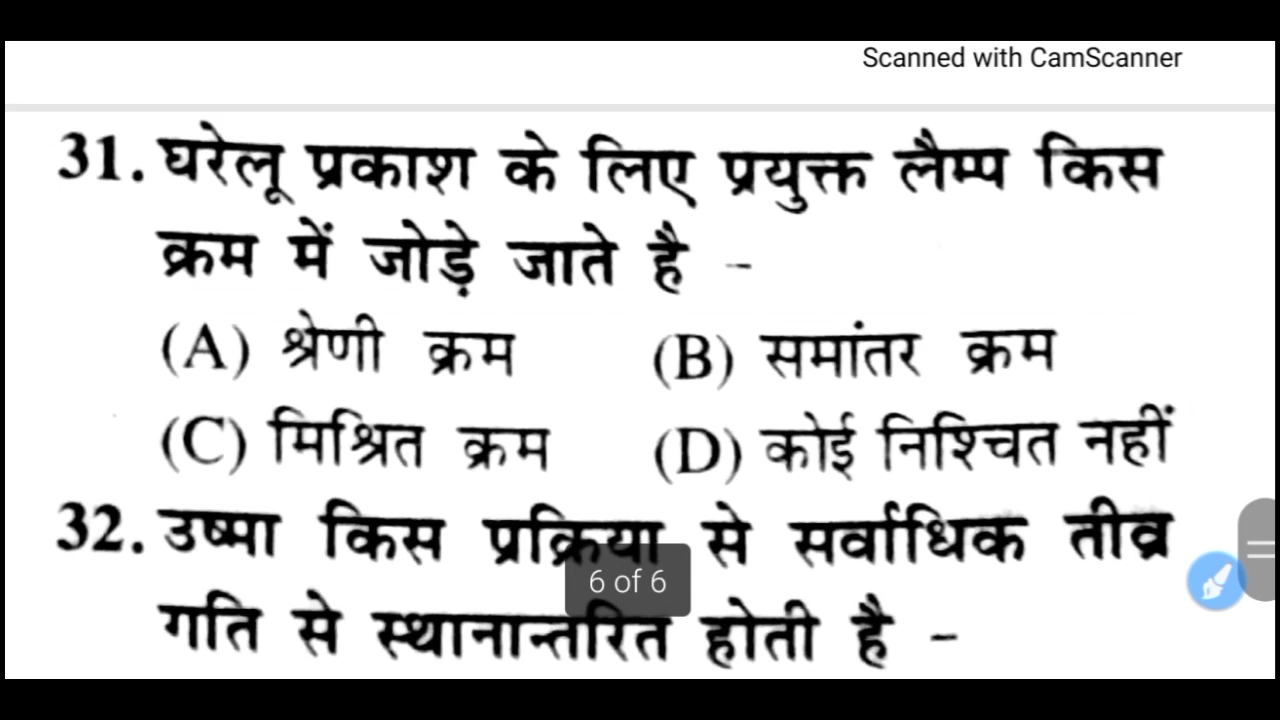 Scanned with CamScanner
31. घरेलू प्रकाश के लिए प्रयुक्त लैम्प किस
क्रम में जोड़े जाते है -
(A) श्रेणी क्रम (B) समांतर क्रम
(C) मिश्रित क्रम (D) कोई निश्चित नहीं
32. उष्मा किस प्रक्रिया से सर्वाधिक तीव्र
6 of 6
गति से स्थानान्तरित होती है -